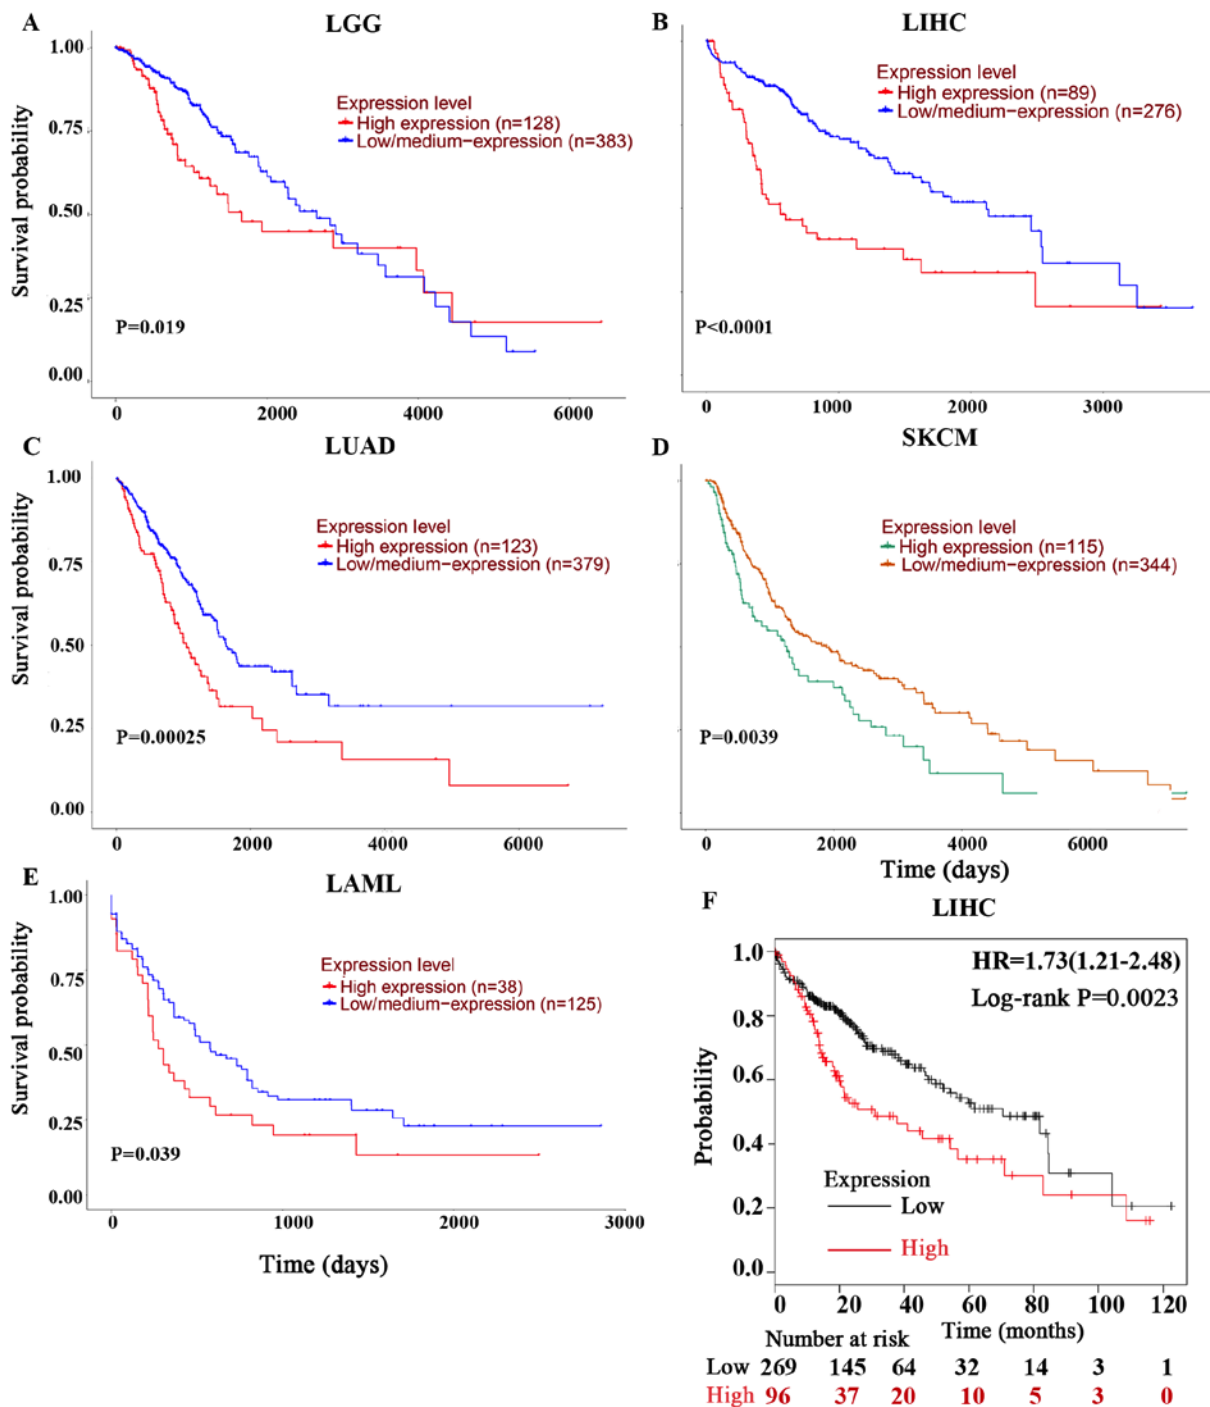 A
LGG
1.00
0.75
0.50
0.25
0.00
Survival probability
Expression level
High expression (n=128)
Low/medium-expression (n=383)
P=0.019
0 2000 4000 6000
B
LIHC
Expression level
High expression (n=89)
Low/medium-expression (n=276)
P<0.0001
0 1000 2000 3000
C
LUAD
1.00
0.75
0.50
0.25
0.00
Survival probability
Expression level
High expression (n=123)
Low/medium-expression (n=379)
P=0.00025
0 2000 4000 6000
SKCM
D
Expression level
High expression (n=115)
Low/medium-expression (n=344)
P=0.0039
0 2000 4000 6000
Time (days)
E
LAML
1.00
0.75
0.50
0.25
0.00
Survival probability
Expression level
High expression (n=38)
Low/medium-expression (n=125)
P=0.039
0 1000 2000 3000
Time (days)
F
LIHC
1.0
0.8
0.6
0.4
0.2
0.0
Probability
HR=1.73(1.21-2.48)
Log-rank P=0.0023
Expression
Low
High
0 20 40 60 80 100 120
Time (months)
Number at risk
Low 269 145 64 32 14 3 1
High 96 37 20 10 5 3 0